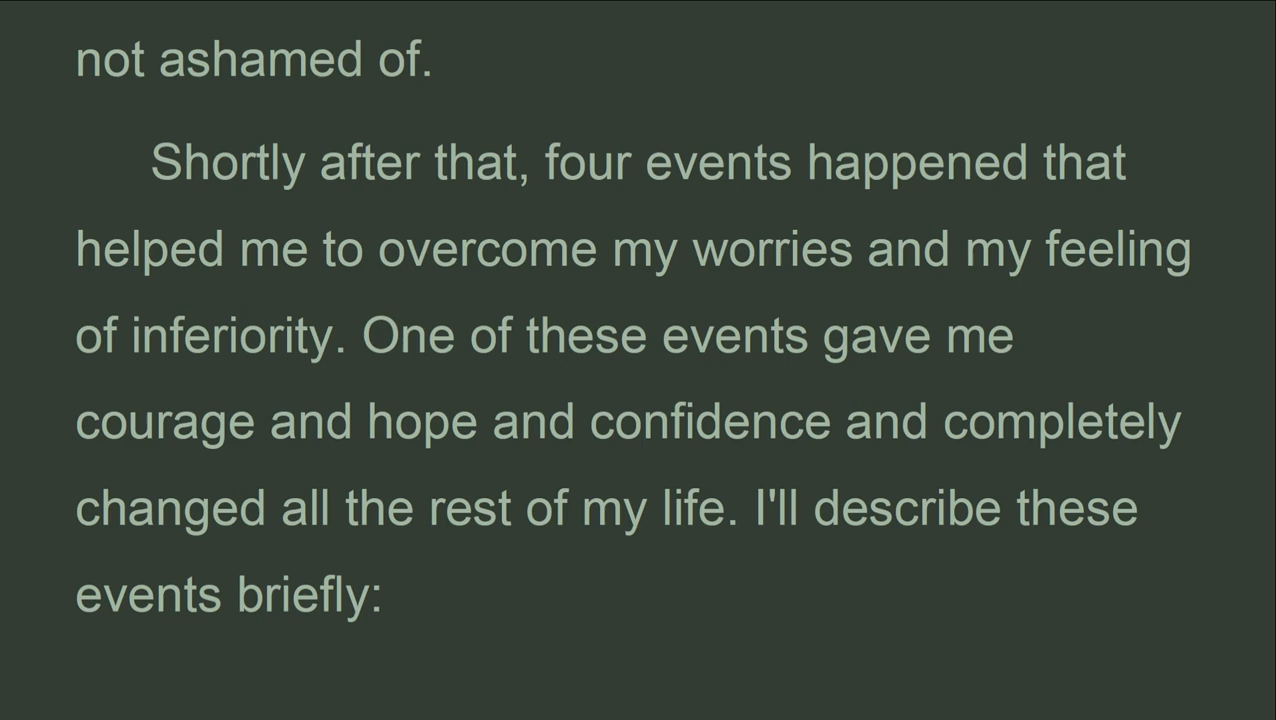 not ashamed of.
Shortly after that, four events happened that
helped me to overcome my worries and my feeling
of inferiority. One of these events gave me
courage and hope and confidence and completely
changed all the rest of my life. I'll describe these
events briefly: